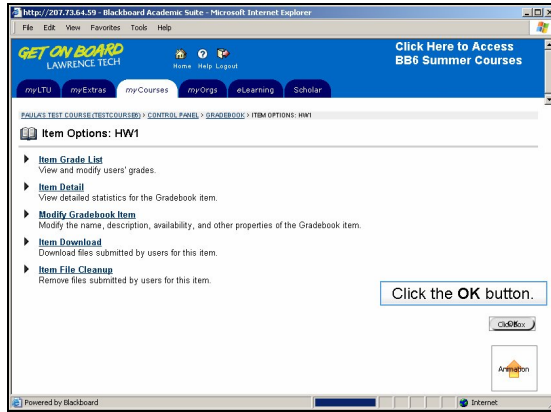 http://207.73.64.59 - Blackboard Academic Suite - Microsoft Internet Explorer
File Edit View Favorites Tools Help
GET ON BOARD
LAWRENCE TECH
Home Help Logout
Click Here to Access
BB6 Summer Courses
myLTU myExtras myCourses myOrgs eLearning Scholar
PAULA'S TEST COURSE (TESTCOURSE6) > CONTROL PANEL > GRADEBOOK > ITEM OPTIONS: HW1
Item Options: HW1
Item Grade List
View and modify users' grades.
Item Detail
View detailed statistics for the Gradebook item.
Modify Gradebook Item
Modify the name, description, availability, and other properties of the Gradebook item.
Item Download
Download files submitted by users for this item.
Item File Cleanup
Remove files submitted by users for this item.
Click the OK button.
Animation
Powered by Blackboard
Internet